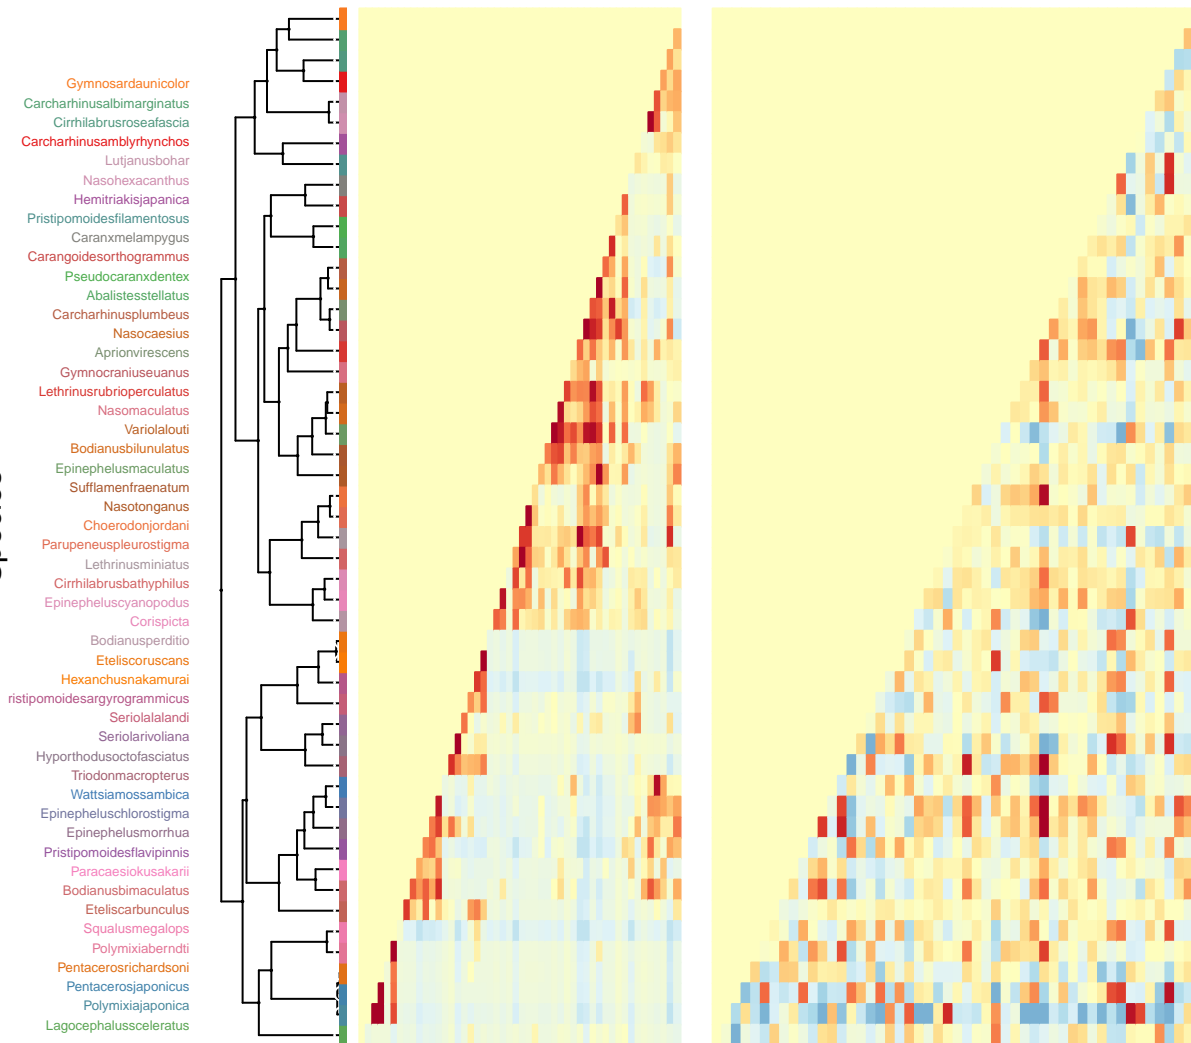 Gymnosardaunicolor
Carcharhinusalbimarginatus
Cirrhilabrusroseafascia
Carcharhinusamblyrhynchos
Lutjanusbohar
Nasohexacanthus
Hemitriakisjapanica
Pristipomoidesfilamentosus
Caranxmelampygus
Carangoidesorthogrammus
Pseudocaranxdentex
Abalistesstellatus
Carcharhinusplumbeus
Nasocaesius
Aprionvirescens
Gymnocraniuseuanus
Lethrinusrubrioperculatus
Nasomaculatus
Variolalouti
Bodianusbilunulatus
Epinephelusmaculatus
Sufflamenfraenatum
Nasotonganus
Choerodonjordani
Parupeneuspleurostigma
Lethrinusminiatus
Cirrhilabrusbathyphilus
Epinepheluscyanopodus
Corispicta
Bodianusperditio
Eteliscoruscans
Hexanchusnakamurai
ristipomoidesargyrogrammicus
Seriolalalandi
Seriolarivoliana
Hyporthodusoctofasciatus
Triodonmacropterus
Wattsiamossambica
Epinepheluschlorostigma
Epinephelusmorrhua
Pristipomoidesflavipinnis
Paracaesiokusakarii
Bodianusbimaculatus
Eteliscarbunculus
Squalusmegalops
Polymixiaberndti
Pentacerosrichardsoni
Pentacerosjaponicus
Polymixiajaponica
Lagocephalussceleratus